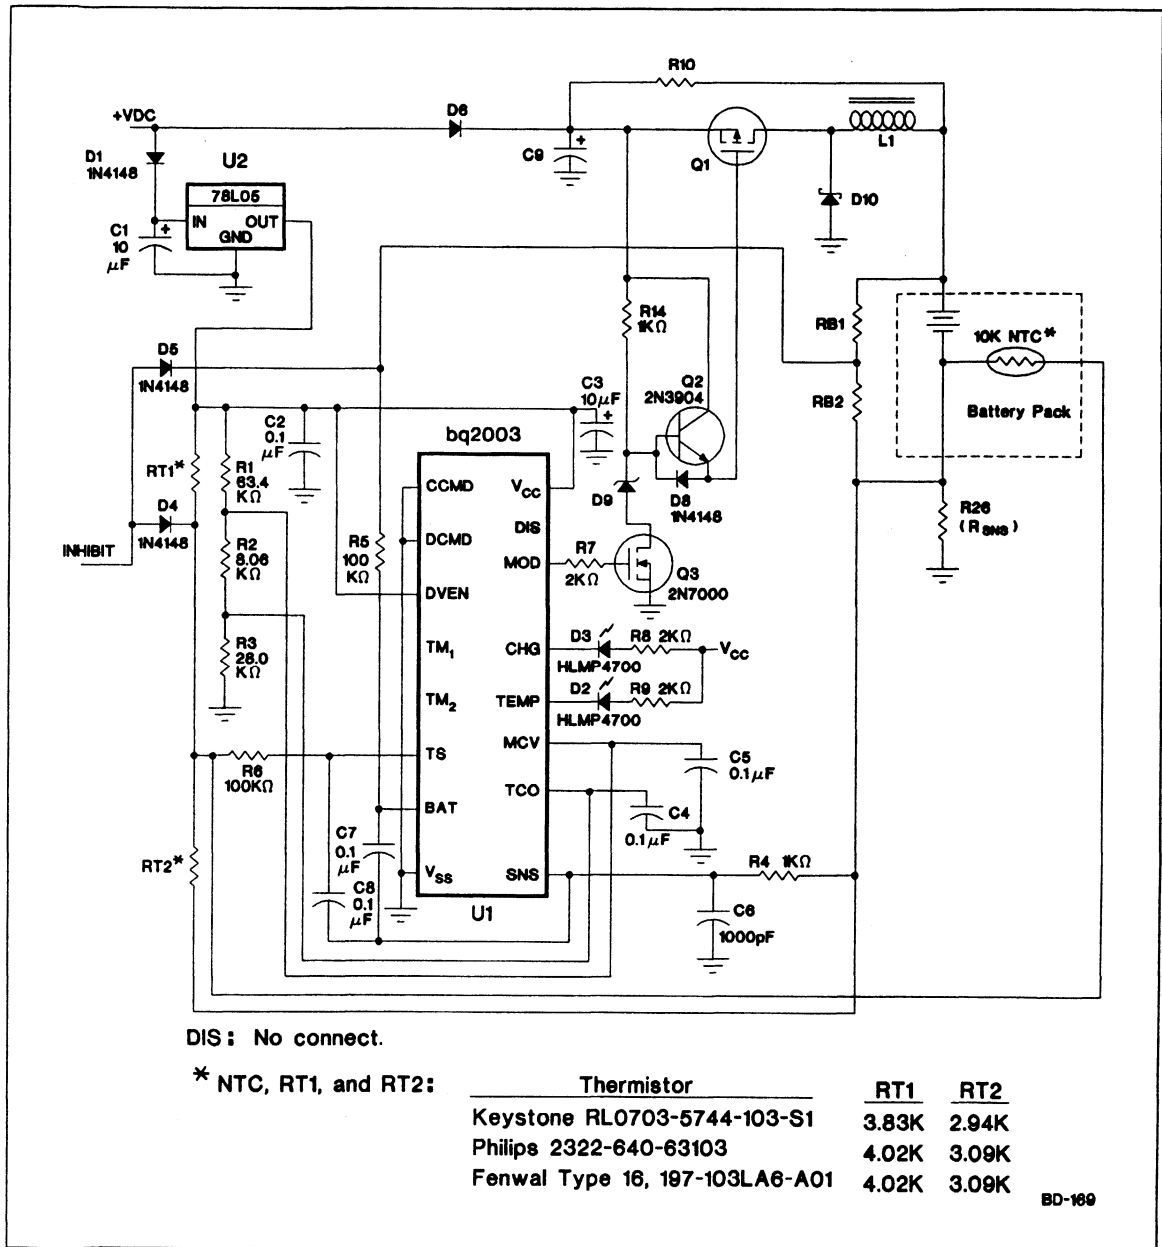 R10
+VDC
D6
D1
1N4148
U2
78L05
IN OUT
GND
C1
10
μF
+
C9
+
Q1
L1
D10
R14
1KΩ
RB1
10K NTC*
D5
1N4148
C3
10μF
+
Q2
2N3904
RB2
Battery Pack
C2
0.1
μF
bq2003
RT1*
R1
63.4
KΩ
CCMD
VCC
D9
D8
1N4148
R26
(RSNS)
D4
1N4148
DIS
INHIBIT
R2
8.06
KΩ
R5
100
KΩ
DCMD
MOD
R7
2KΩ
Q3
2N7000
DVEN
R3
28.0
KΩ
TM1
CHG
D3
R8 2KΩ
HLMP4700
VCC
TM2
TEMP
D2
R9 2KΩ
HLMP4700
MCV
TS
C5
0.1μF
R6
100KΩ
TCO
BAT
C4
0.1μF
C7
0.1
μF
RT2*
R4 1KΩ
VSS
SNS
C8
0.1
μF
U1
C6
1000pF
DIS: No connect.
* NTC, RT1, and RT2:
Thermistor RT1 RT2
Keystone RL0703-5744-103-S1 3.83K 2.94K
Philips 2322-640-63103 4.02K 3.09K
Fenwal Type 16, 197-103LA6-A01 4.02K 3.09K
BD-169